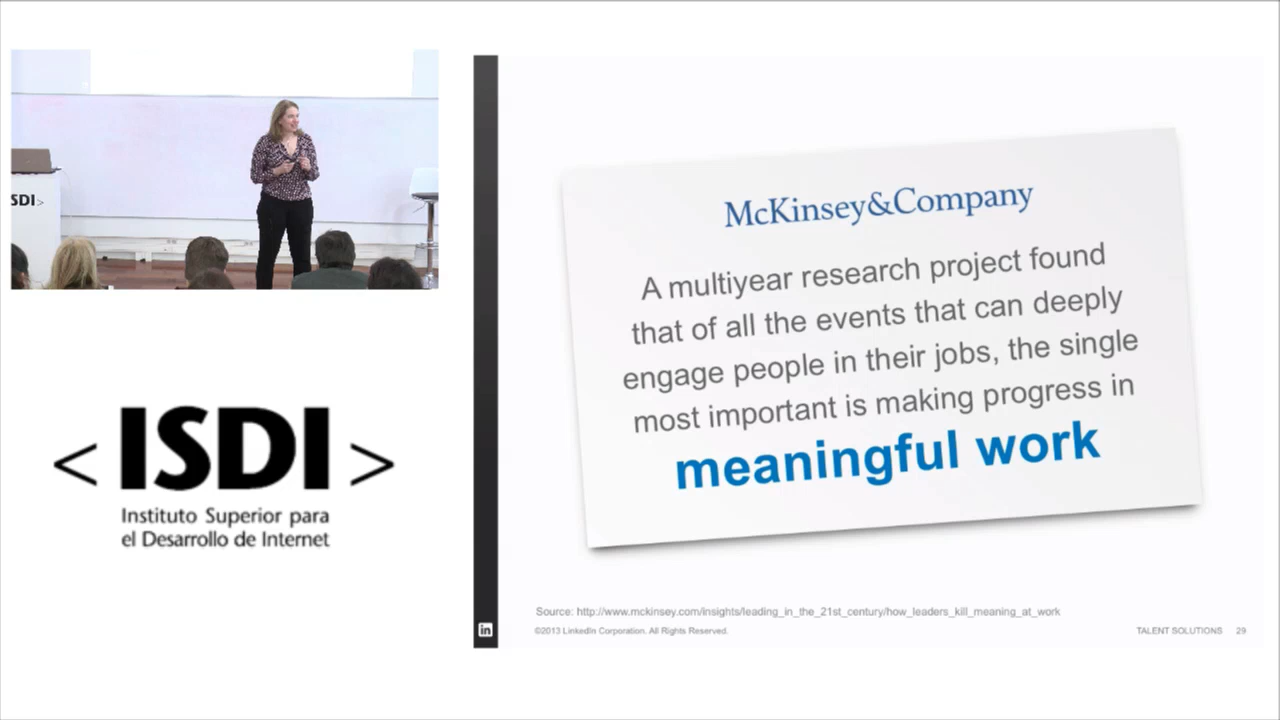 SDI>
< ISDI >
Instituto Superior para
el Desarrollo de Internet
McKinsey&Company
A multiyear research project found
that of all the events that can deeply
engage people in their jobs, the single
most important is making progress in
meaningful work
Source: http://www.mckinsey.com/insights/leading_in_the_21st_century/how_leaders_kill_meaning_at_work
in
©2013 LinkedIn Corporation. All Rights Reserved.
TALENT SOLUTIONS 29